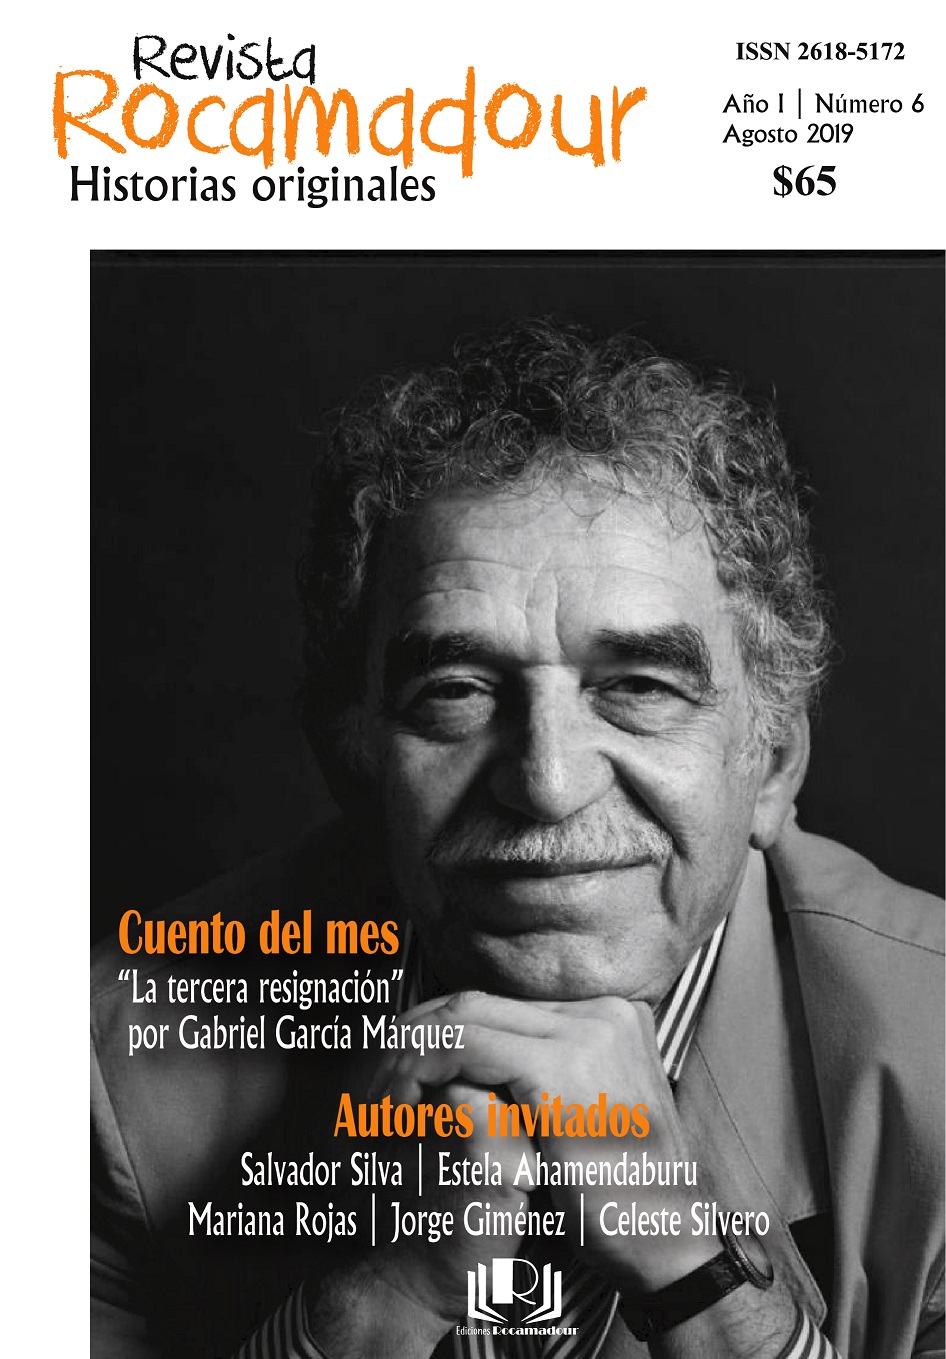 Revista
Rocamadour
Historias originales
ISSN 2618-5172
Año I | Número 6
Agosto 2019
$65
Cuento del mes
“La tercera resignación”
por Gabriel García Márquez
Autores invitados
Salvador Silva | Estela Ahamendaburu
Mariana Rojas | Jorge Giménez | Celeste Silvero
R
Ediciones Rocamadour